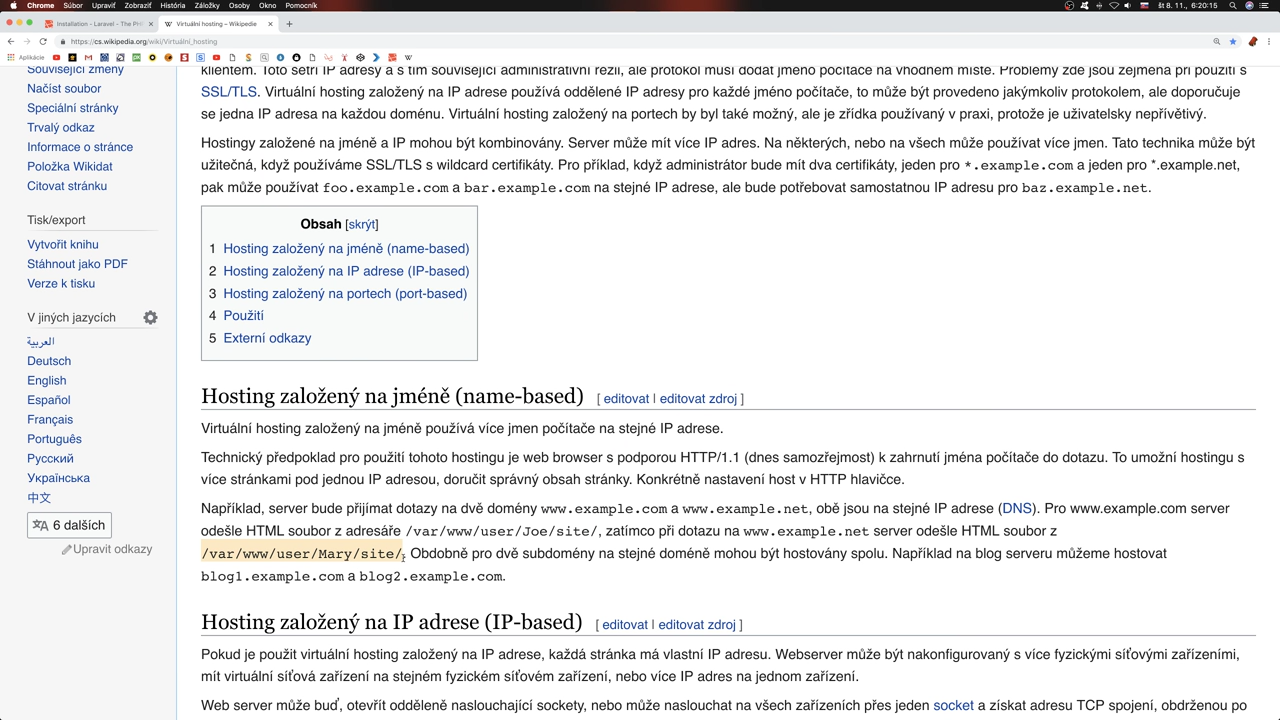 Chrome Súbor Upraviť Zobraziť História Záložky Osoby Okno Pomocník
št 8. 11., 6:20:15
Virtuální hosting – Wikipedie
https://cs.wikipedia.org/wiki/Virtuální_hosting
Aplikácie
Související změny
Načíst soubor
Speciální stránky
Trvalý odkaz
Informace o stránce
Položka Wikidat
Citovat stránku
Tisk/export
Vytvořit knihu
Stáhnout jako PDF
Verze k tisku
V jiných jazycích
العربية
Deutsch
English
Español
Français
Português
Русский
Українська
中文
6 dalších
Upravit odkazy
klientem. Toto šetří IP adresy a s tím související administrativní režii, ale protokol musí dodat jméno počítače na vhodném místě. Problémy zde jsou zejména při použití s
SSL/TLS. Virtuální hosting založený na IP adrese používá oddělené IP adresy pro každé jméno počítače, to může být provedeno jakýmkoliv protokolem, ale doporučuje
se jedna IP adresa na každou doménu. Virtuální hosting založený na portech by byl také možný, ale je zřídka používaný v praxi, protože je uživatelsky nepřívětivý.
Hostingy založené na jméně a IP mohou být kombinovány. Server může mít více IP adres. Na některých, nebo na všech může používat více jmen. Tato technika může být
užitečná, když používáme SSL/TLS s wildcard certifikáty. Pro příklad, když administrátor bude mít dva certifikáty, jeden pro *.example.com a jeden pro *.example.net,
pak může používat foo.example.com a bar.example.com na stejné IP adrese, ale bude potřebovat samostatnou IP adresu pro baz.example.net.
Obsah [skrýt]
1 Hosting založený na jméně (name-based)
2 Hosting založený na IP adrese (IP-based)
3 Hosting založený na portech (port-based)
4 Použití
5 Externí odkazy
Hosting založený na jméně (name-based) [ editovat | editovat zdroj ]
Virtuální hosting založený na jméně používá více jmen počítače na stejné IP adrese.
Technický předpoklad pro použití tohoto hostingu je web browser s podporou HTTP/1.1 (dnes samozřejmost) k zahrnutí jména počítače do dotazu. To umožní hostingu s
více stránkami pod jednou IP adresou, doručit správný obsah stránky. Konkrétně nastavení host v HTTP hlavičce.
Například, server bude přijímat dotazy na dvě domény www.example.com a www.example.net, obě jsou na stejné IP adrese (DNS). Pro www.example.com server
odešle HTML soubor z adresáře /var/www/user/Joe/site/, zatímco při dotazu na www.example.net server odešle HTML soubor z
/var/www/user/Mary/site/. Obdobně pro dvě subdomény na stejné doméně mohou být hostovány spolu. Například na blog serveru můžeme hostovat
blog1.example.com a blog2.example.com.
Hosting založený na IP adrese (IP-based) [ editovat | editovat zdroj ]
Pokud je použit virtuální hosting založený na IP adrese, každá stránka má vlastní IP adresu. Webserver může být nakonfigurovaný s více fyzickými síťovými zařízeními,
mít virtuální síťová zařízení na stejném fyzickém síťovém zařízení, nebo více IP adres na jednom zařízení.
Web server může buď, otevřít odděleně naslouchající sockety, nebo může naslouchat na všech zařízeních přes jeden socket a získat adresu TCP spojení, obdrženou po